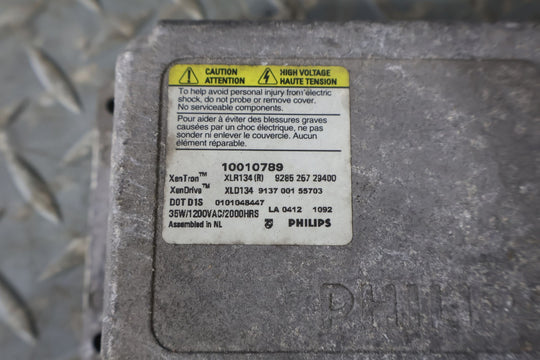 CAUTION HIGH VOLTAGE
ATTENTION HAUTE TENSION
To help avoid personal injury from electric
shock, do not probe or remove cover.
No serviceable components.
Pour aider à éviter des blessures graves
causées par un choc électrique, ne pas
sonder ni enlever le couvercle. Aucun
élément réparable.
10010789
XenTron™ XLR134(R) 9285 267 29400
XenDrive™ XLD134 9137 001 55703
DOT D1S 0101048447
35W/1200VAC/2000HRS LA 0412 1092
Assembled in NL PHILIPS
PHILI